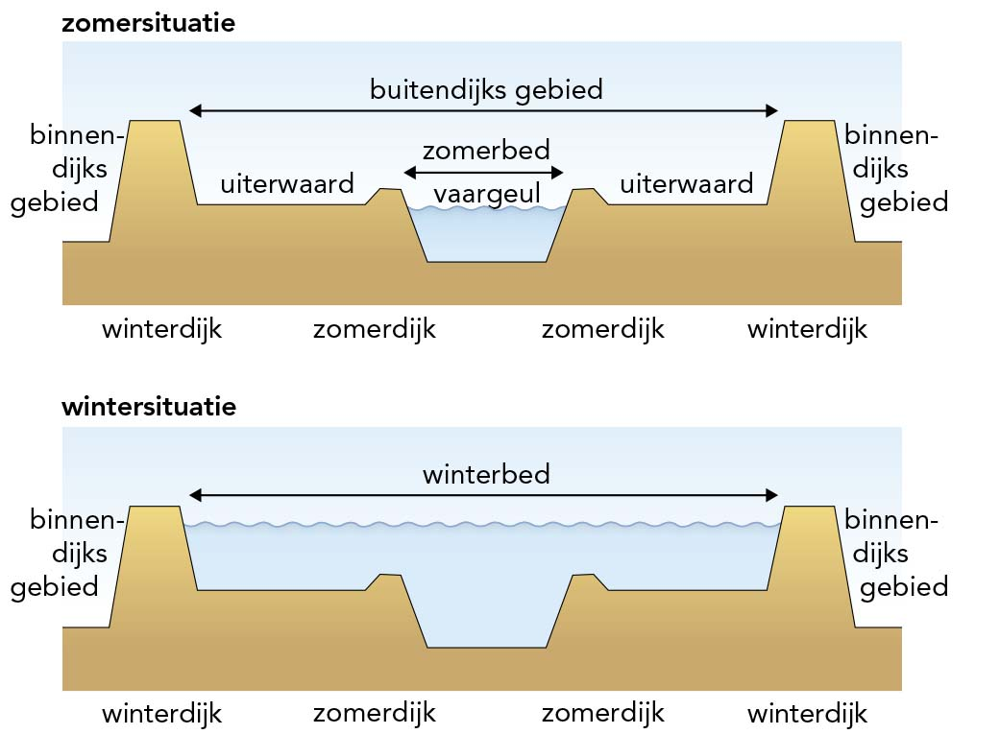 zomersituatie
buitendijks gebied
binnen-
dijks
gebied
uiterwaard
zomerbed
vaargeul
uiterwaard
binnen-
dijks
gebied
winterdijk
zomerdijk
zomerdijk
winterdijk
wintersituatie
winterbed
binnen-
dijks
gebied
binnen-
dijks
gebied
winterdijk
zomerdijk
zomerdijk
winterdijk